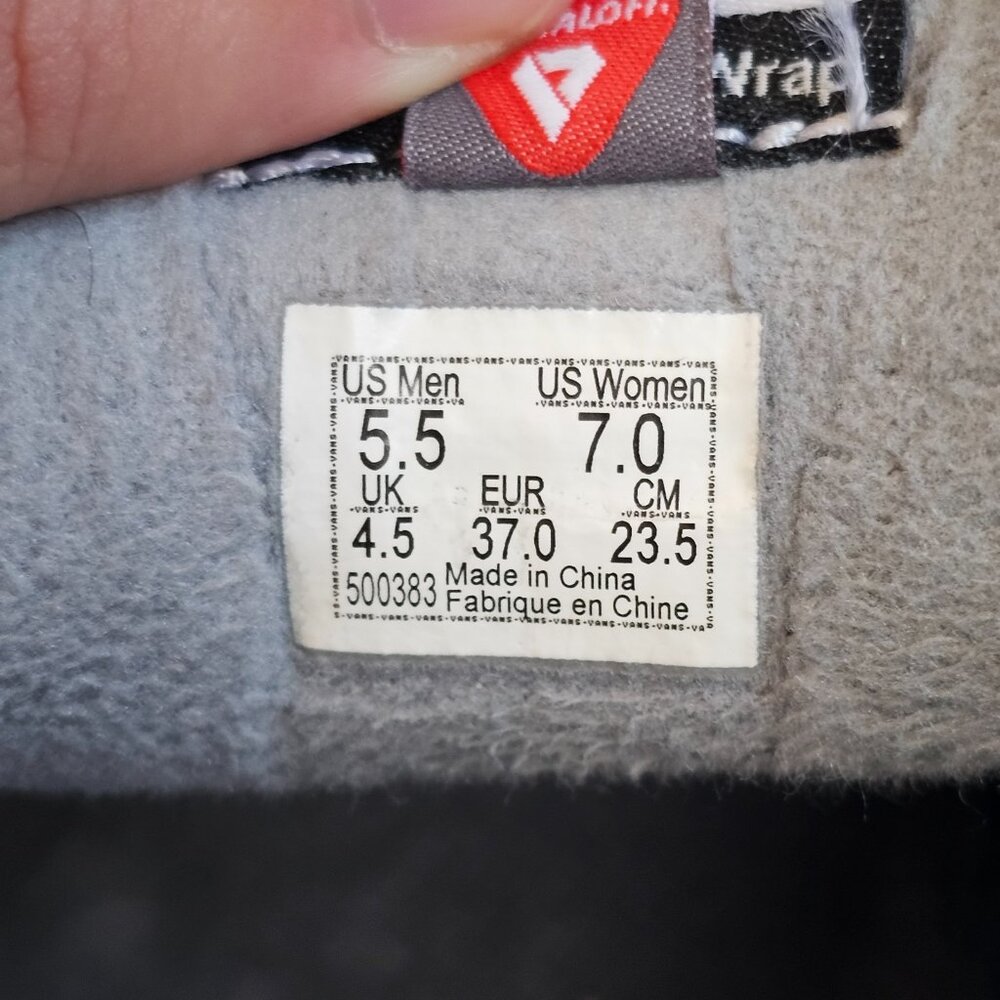 Wrap
US Men US Women
5.5 7.0
UK EUR CM
4.5 37.0 23.5
500383 Made in China
Fabrique en Chine